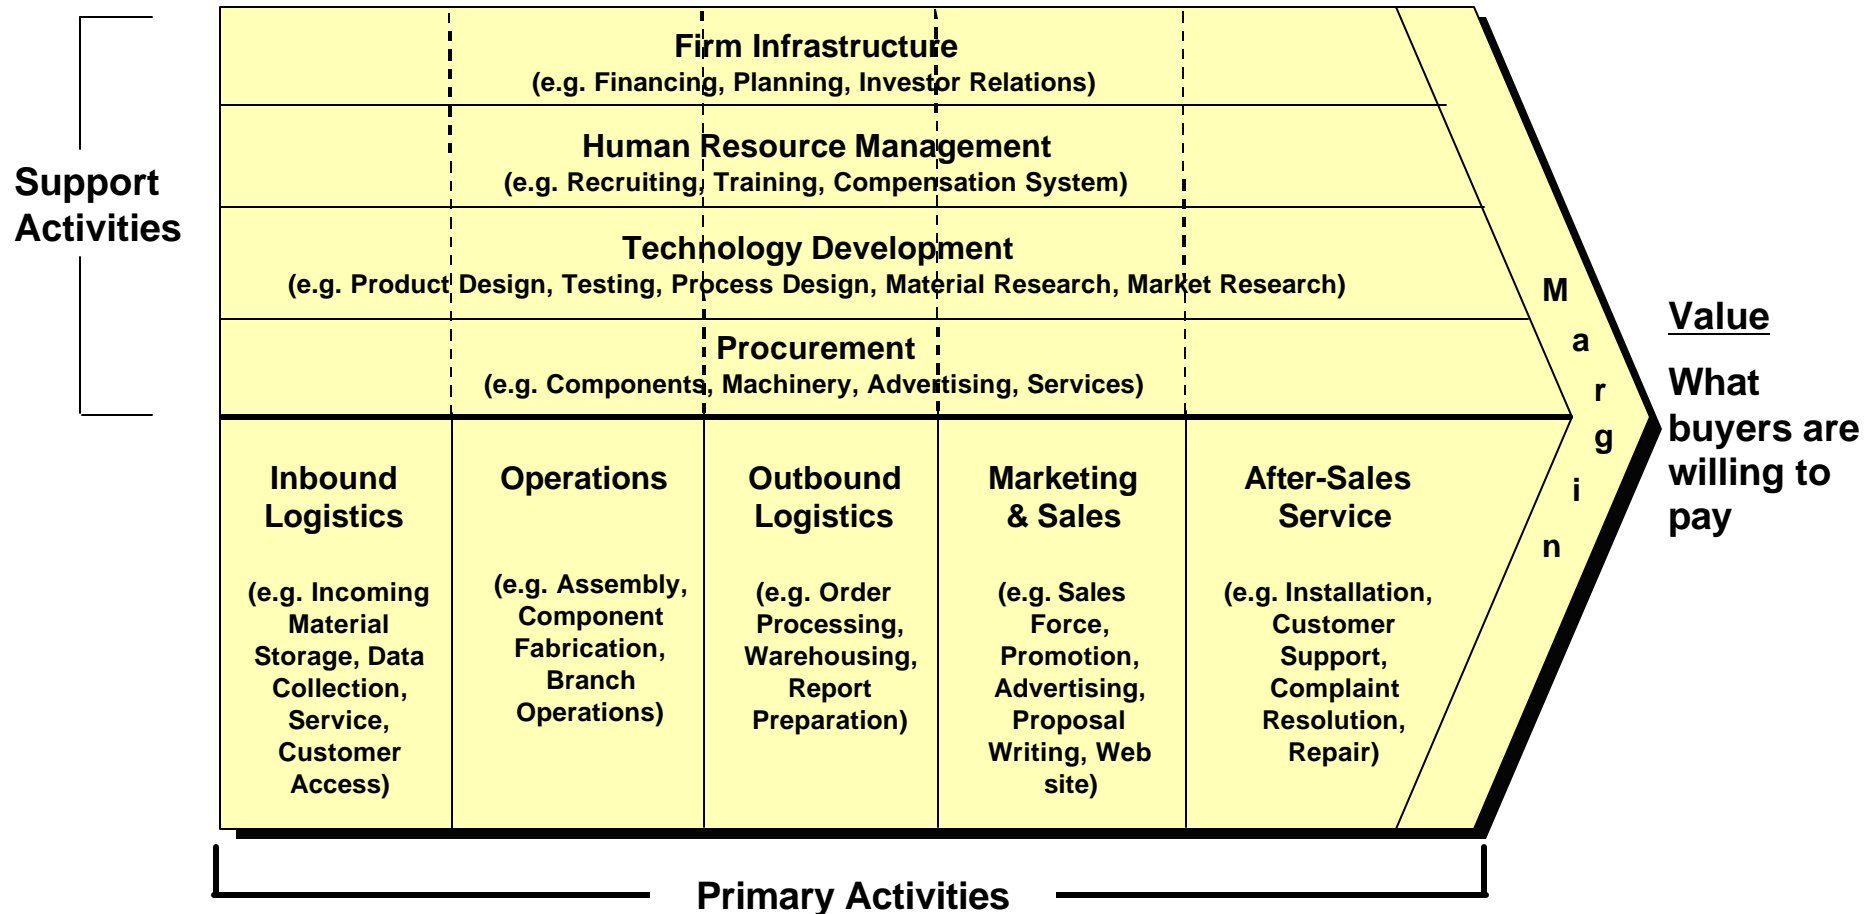 Firm Infrastructure
(e.g. Financing, Planning, Investor Relations)
Human Resource Management
(e.g. Recruiting, Training, Compensation System)
Support
Activities
Technology Development
(e.g. Product Design, Testing, Process Design, Material Research, Market Research)
Procurement
(e.g. Components, Machinery, Advertising, Services)
Margin
Value
What
buyers are
willing to
pay
Inbound
Logistics
(e.g. Incoming
Material
Storage, Data
Collection,
Service,
Customer
Access)
Operations
(e.g. Assembly,
Component
Fabrication,
Branch
Operations)
Outbound
Logistics
(e.g. Order
Processing,
Warehousing,
Report
Preparation)
Marketing
& Sales
(e.g. Sales
Force,
Promotion,
Advertising,
Proposal
Writing, Web
site)
After-Sales
Service
(e.g. Installation,
Customer
Support,
Complaint
Resolution,
Repair)
Primary Activities